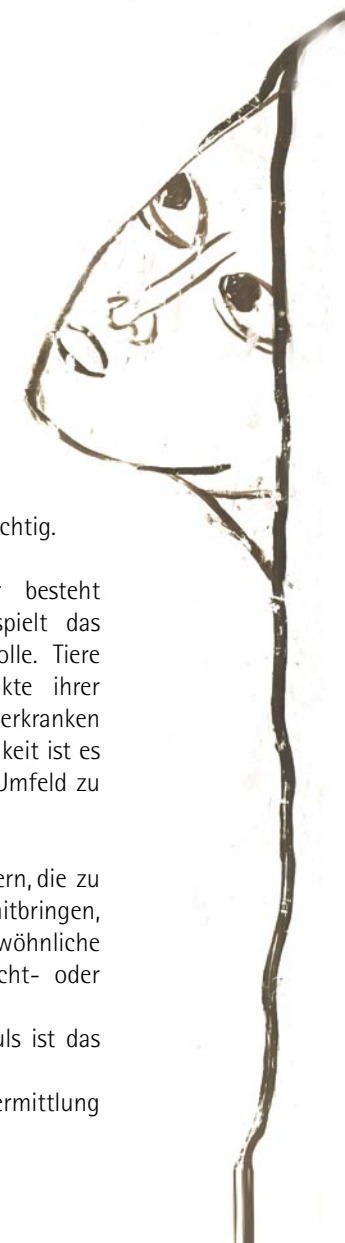 chtig.
besteht
spielt das
olle. Tiere
kte ihrer
erkranken
keit ist es
Umfeld zu
ern, die zu
nitbringen,
wöhnliche
cht- oder
uls ist das
ermittlung